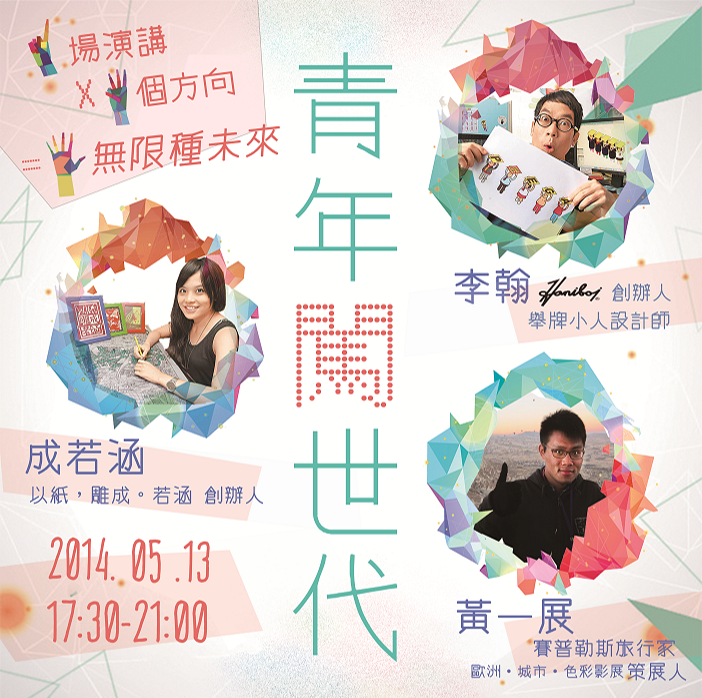 場演講
X 個方向
= 無限種未來
青年闖世代
李翰 Haniboi 創辦人
舉牌小人設計師
成若涵
以紙，雕成。若涵 創辦人
2014. 05 .13
17:30-21:00
黃一展
賽普勒斯旅行家
歐洲·城市·色彩影展策展人